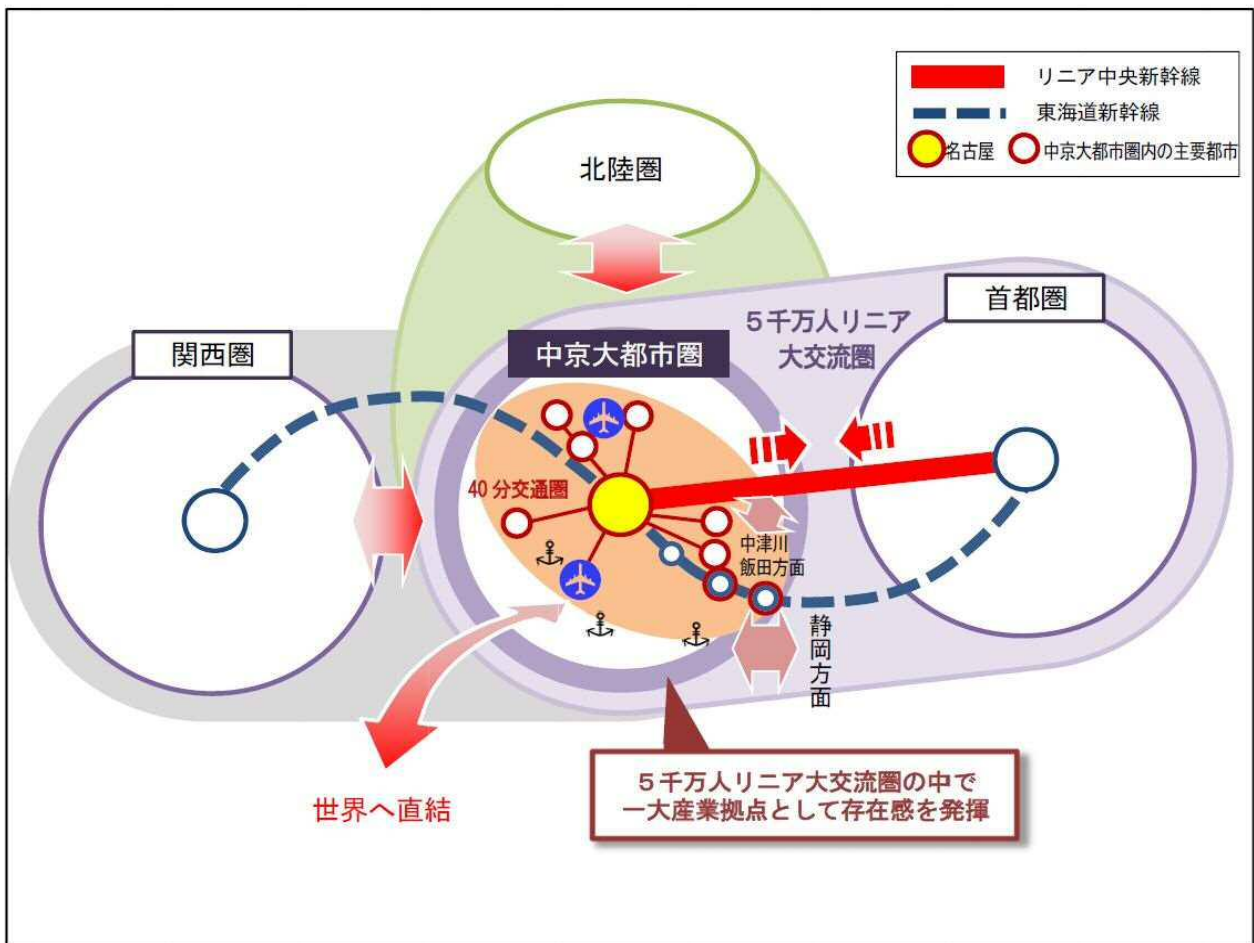 リニア中央新幹線
東海道新幹線
名古屋
中京大都市圏内の主要都市
北陸圏
首都圏
5千万人リニア
大交流圏
関西圏
中京大都市圏
40分交通圏
中津川
飯田方面
静岡方面
世界へ直結
5千万人リニア大交流圏の中で
一大産業拠点として存在感を発揮